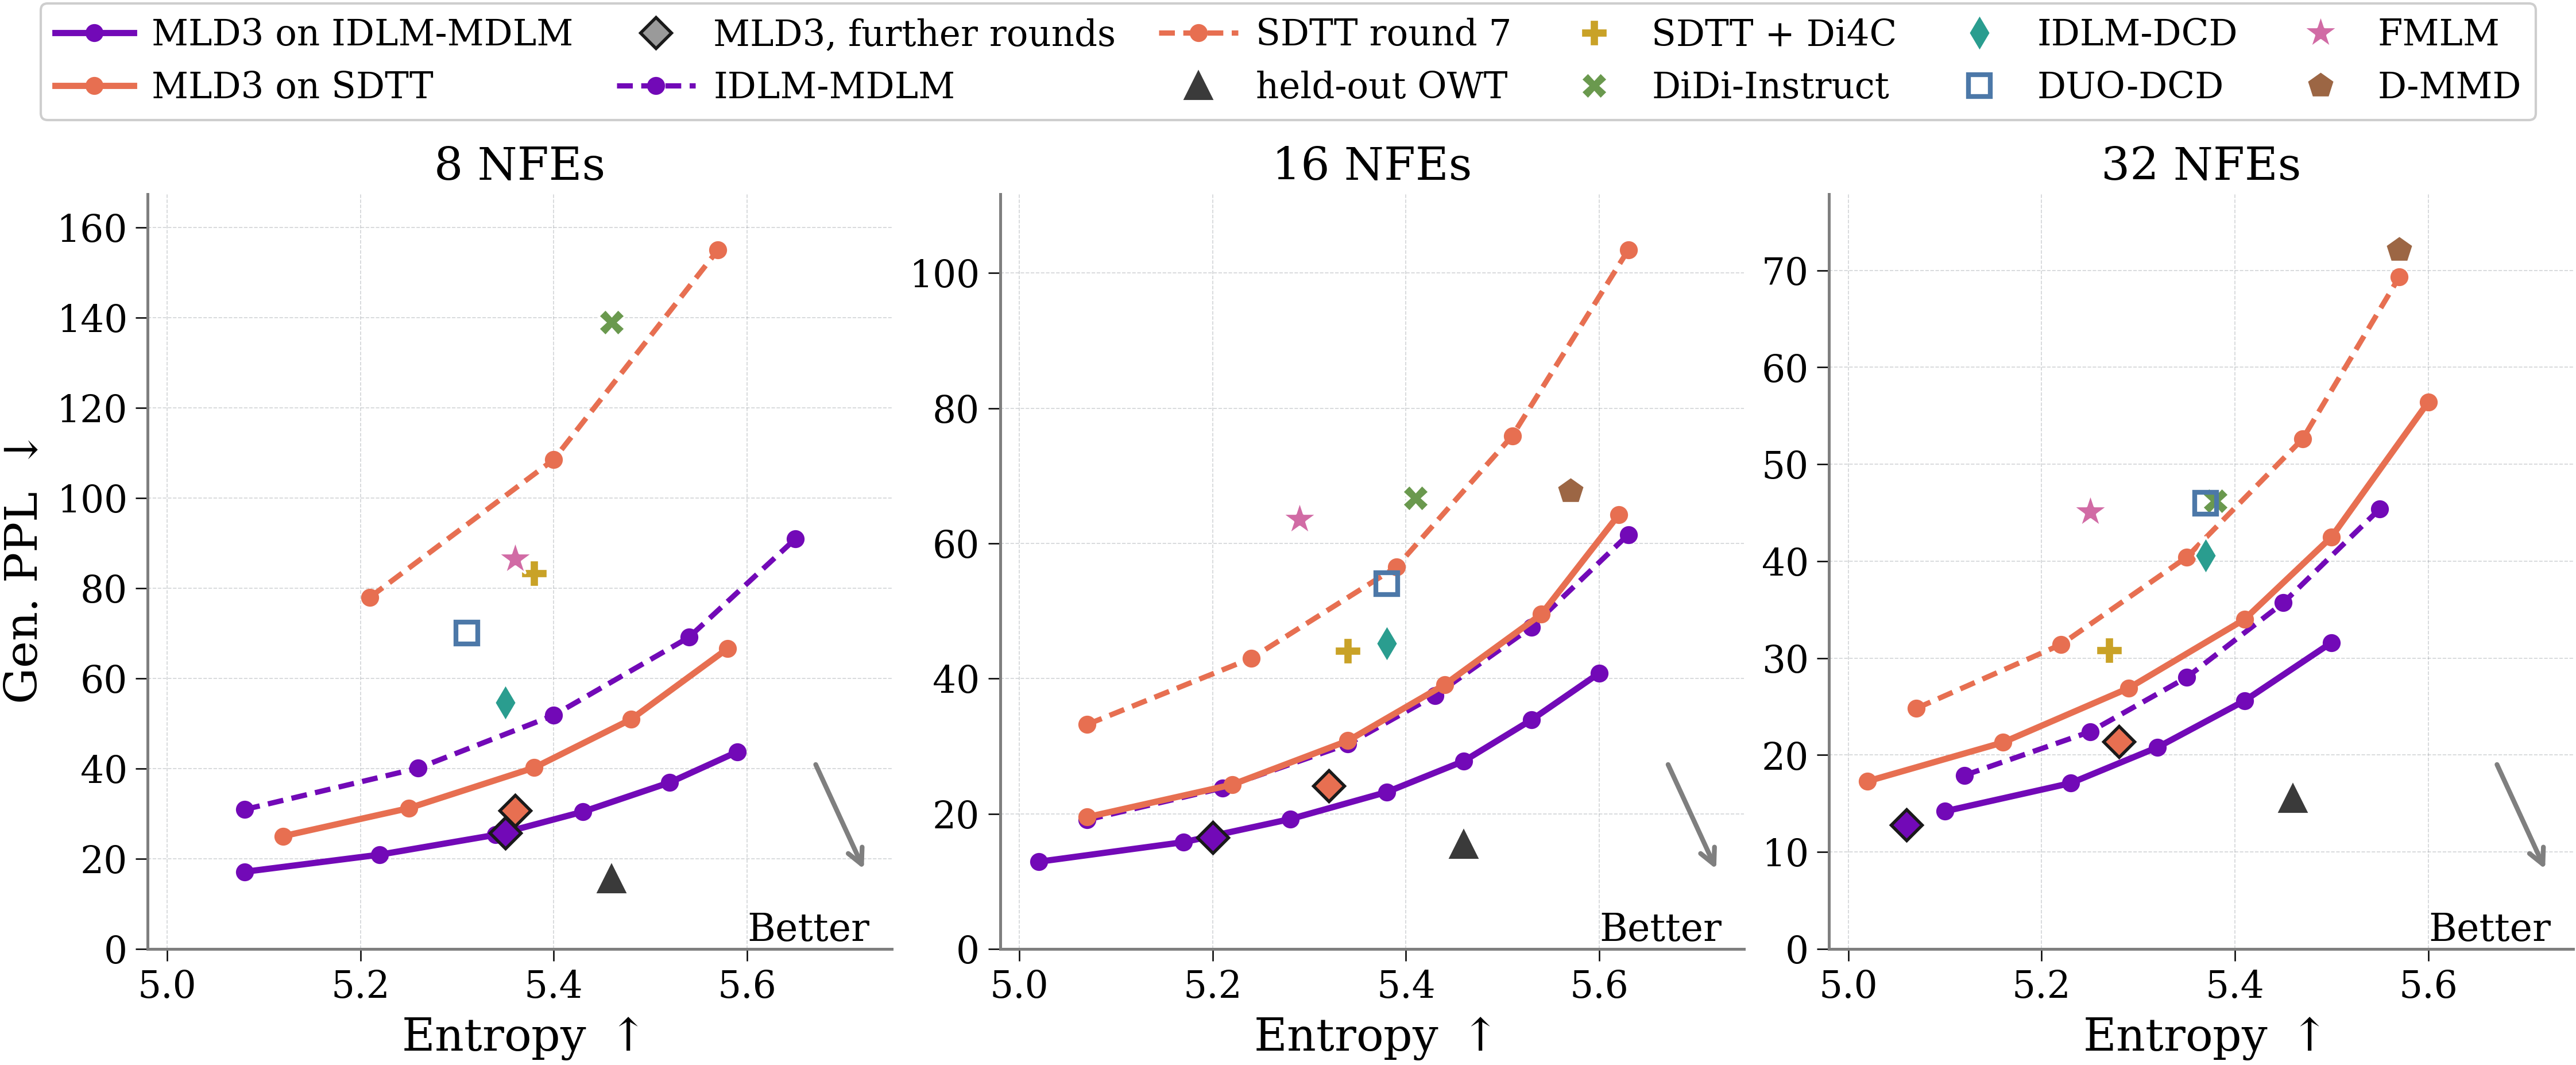 MLD3 on IDLM-MDLM
MLD3, further rounds
SDTT round 7
SDTT + Di4C
IDLM-DCD
FMLM
MLD3 on SDTT
IDLM-MDLM
held-out OWT
DiDi-Instruct
DUO-DCD
D-MMD
8 NFEs
16 NFEs
32 NFEs
Gen. PPL ↓
160
140
120
100
80
60
40
20
0
5.0 5.2 5.4 5.6
Better
Entropy ↑
100
80
60
40
20
0
5.0 5.2 5.4 5.6
Better
Entropy ↑
70
60
50
40
30
20
10
0
5.0 5.2 5.4 5.6
Better
Entropy ↑